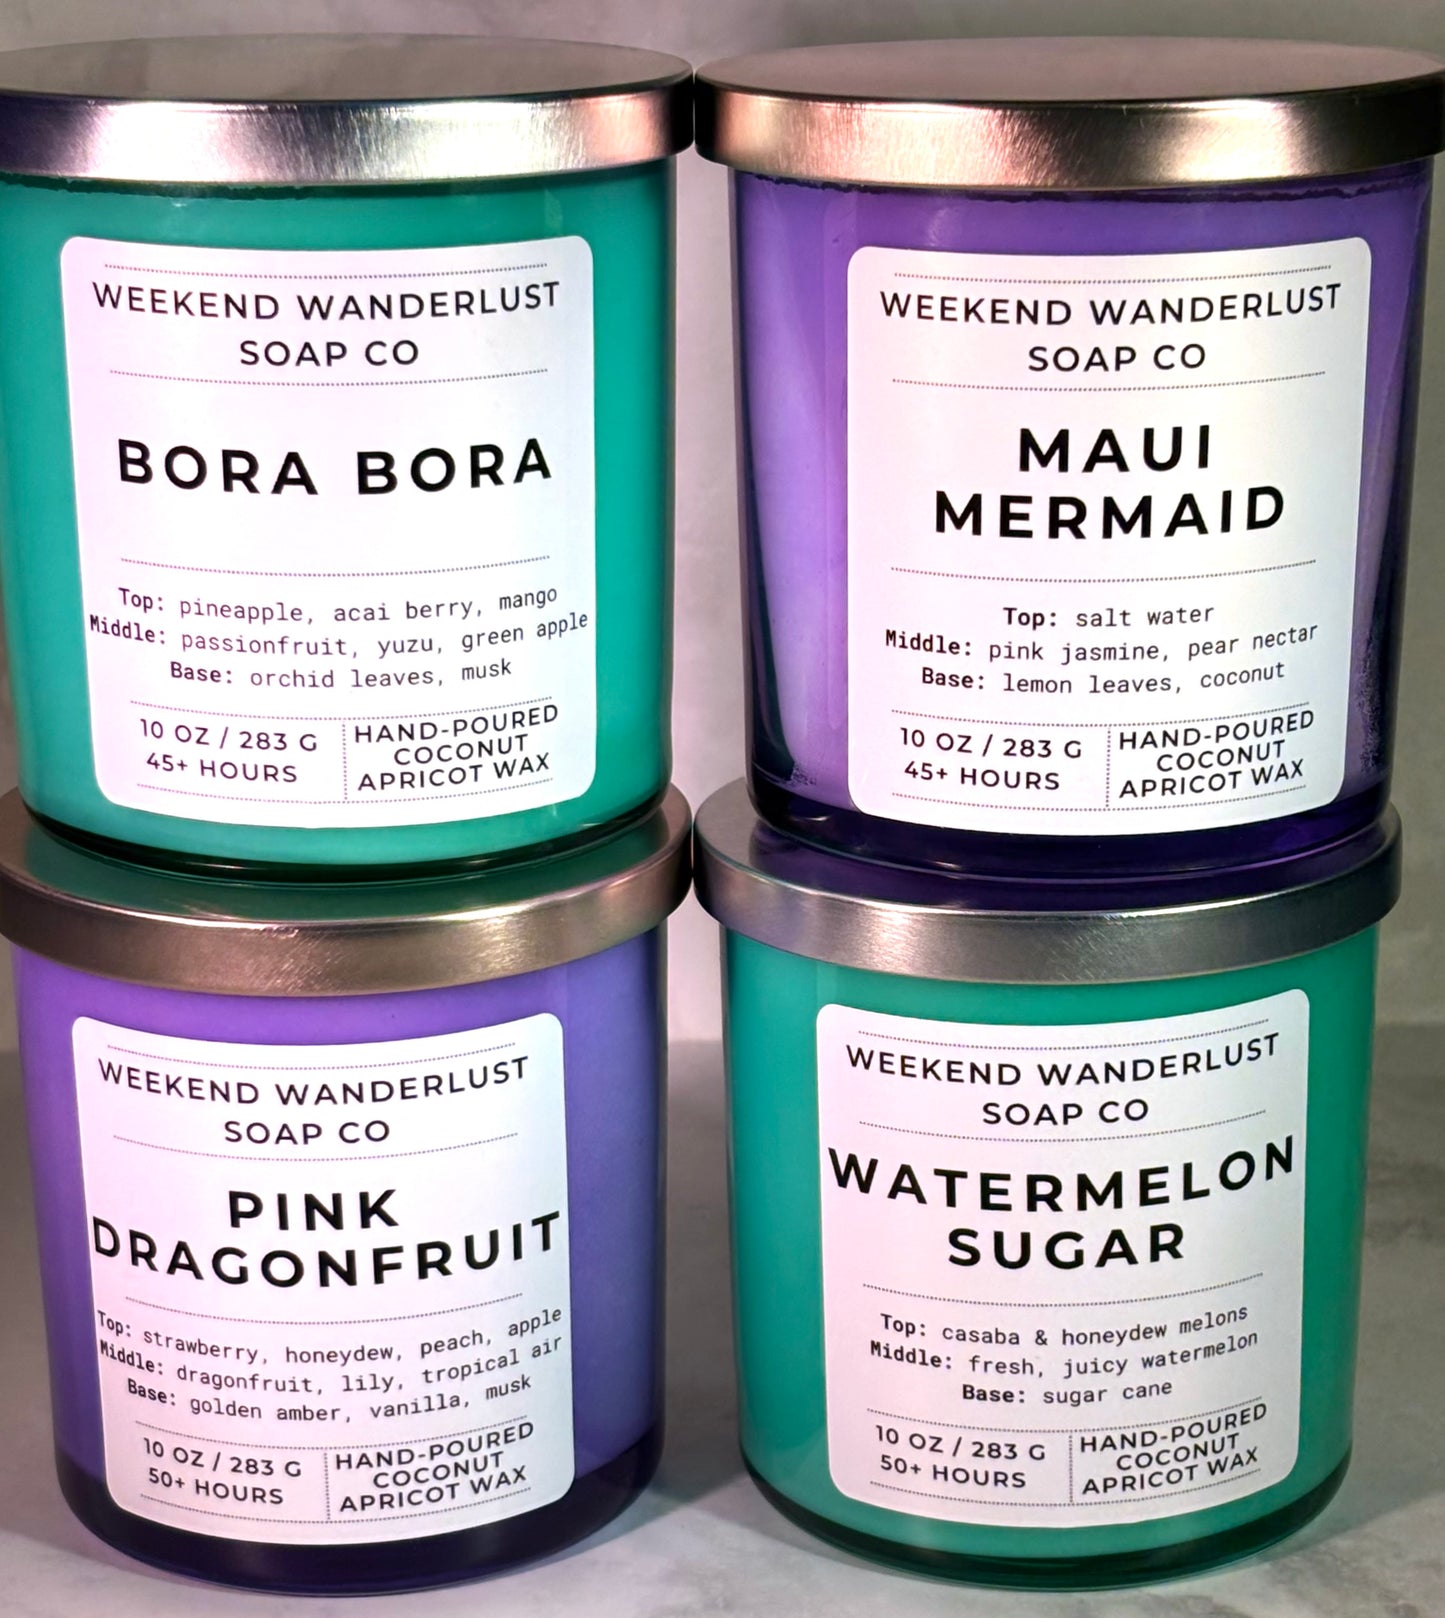 WEEKEND WANDERLUST
SOAP CO
BORA BORA
Top: pineapple, acai berry, mango
Middle: passionfruit, yuzu, green apple
Base: orchid leaves, musk
10 OZ / 283 G
45+ HOURS
HAND-POURED
COCONUT
APRICOT WAX
WEEKEND WANDERLUST
SOAP CO
MAUI
MERMAID
Top: salt water
Middle: pink jasmine, pear nectar
Base: lemon leaves, coconut
10 OZ / 283 G
45+ HOURS
HAND-POURED
COCONUT
APRICOT WAX
WEEKEND WANDERLUST
SOAP CO
PINK
DRAGONFRUIT
Top: strawberry, honeydew, peach, apple
Middle: dragonfruit, lily, tropical air
Base: golden amber, vanilla, musk
10 OZ / 283 G
50+ HOURS
HAND-POURED
COCONUT
APRICOT WAX
WEEKEND WANDERLUST
SOAP CO
WATERMELON
SUGAR
Top: casaba & honeydew melons
Middle: fresh, juicy watermelon
Base: sugar cane
10 OZ / 283 G
50+ HOURS
HAND-POURED
COCONUT
APRICOT WAX